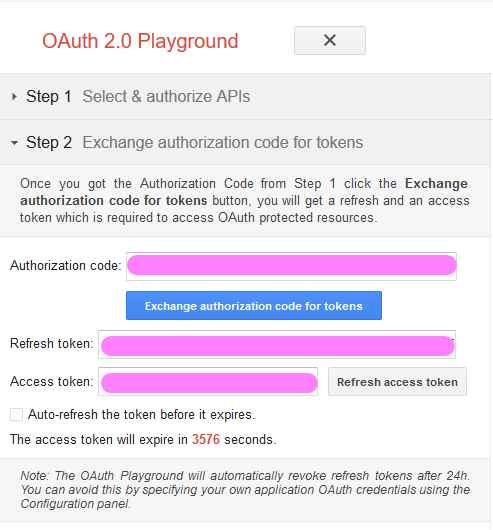 OAuth 2.0 Playground
Step 1 Select & authorize APIs
Step 2 Exchange authorization code for tokens
Once you got the Authorization Code from Step 1 click the Exchange
authorization code for tokens button, you will get a refresh and an access
token which is required to access OAuth protected resources.
Authorization code:
Exchange authorization code for tokens
Refresh token:
Access token: Refresh access token
Auto-refresh the token before it expires.
The access token will expire in 3576 seconds.
Note: The OAuth Playground will automatically revoke refresh tokens after 24h.
You can avoid this by specifying your own application OAuth credentials using the
Configuration panel.